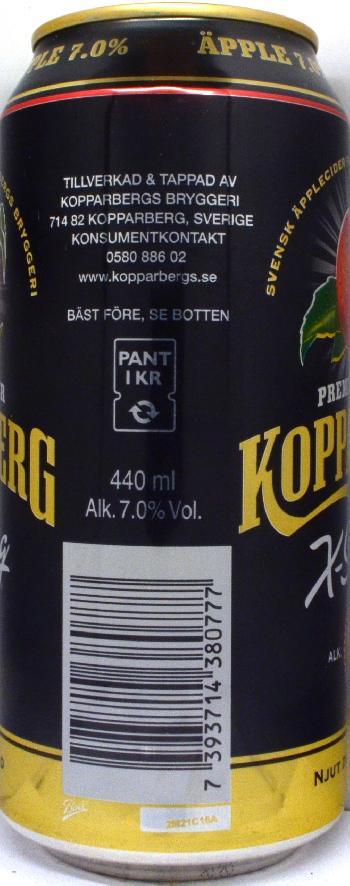 PLE 7.0%
ÄPPLE 7.
BERGS BRYGGERI
SVENSK ÄPPLECIDER
TILLVERKAD & TAPPAD AV
KOPPARBERGS BRYGGERI
714 82 KOPPARBERG, SVERIGE
KONSUMENTKONTAKT
0580 886 02
www.kopparbergs.se
BÄST FÖRE, SE BOTTEN
PANT
1 KR
PREM
ERG
KOPP
X-S
440 ml
Alk. 7.0% Vol.
ALK.
7 393714 380777
NJUT